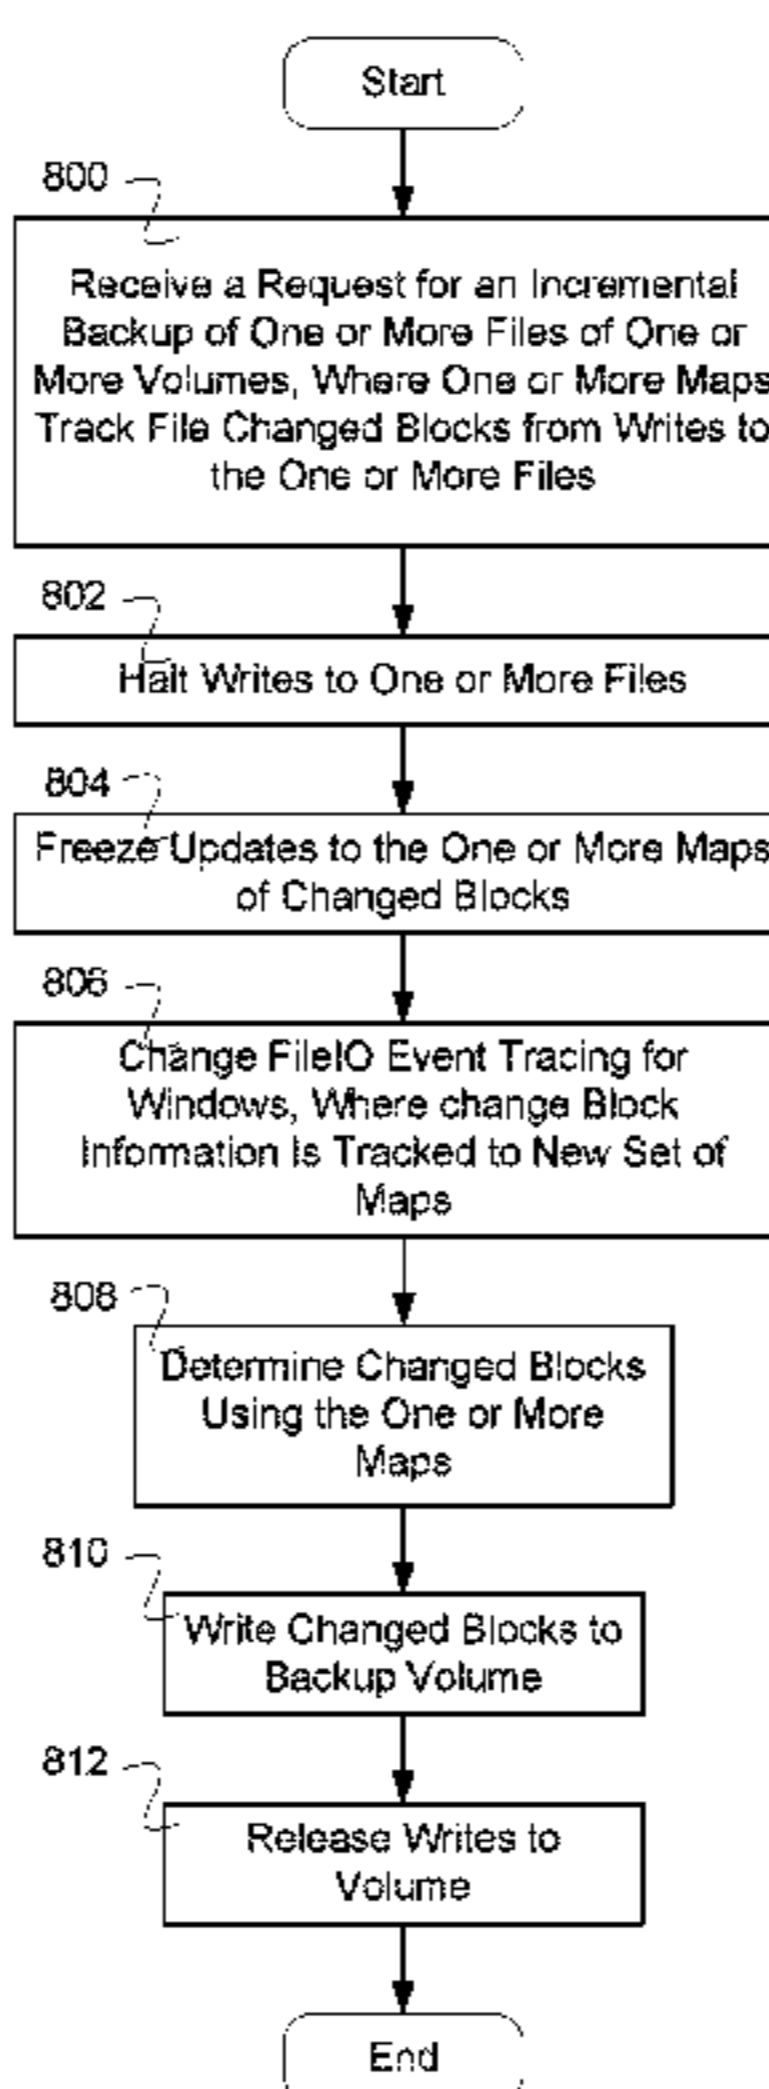 Start
800
Receive a Request for an Incremental
Backup of One or More Files of One or
More Volumes, Where One or More Maps
Track File Changed Blocks from Writes to
the One or More Files
802
Halt Writes to One or More Files
804
Freeze Updates to the One or More Maps
of Changed Blocks
806
Change FileIO Event Tracing for
Windows, Where change Block
Information Is Tracked to New Set of
Maps
808
Determine Changed Blocks
Using the One or More
Maps
810
Write Changed Blocks to
Backup Volume
812
Release Writes to
Volume
End